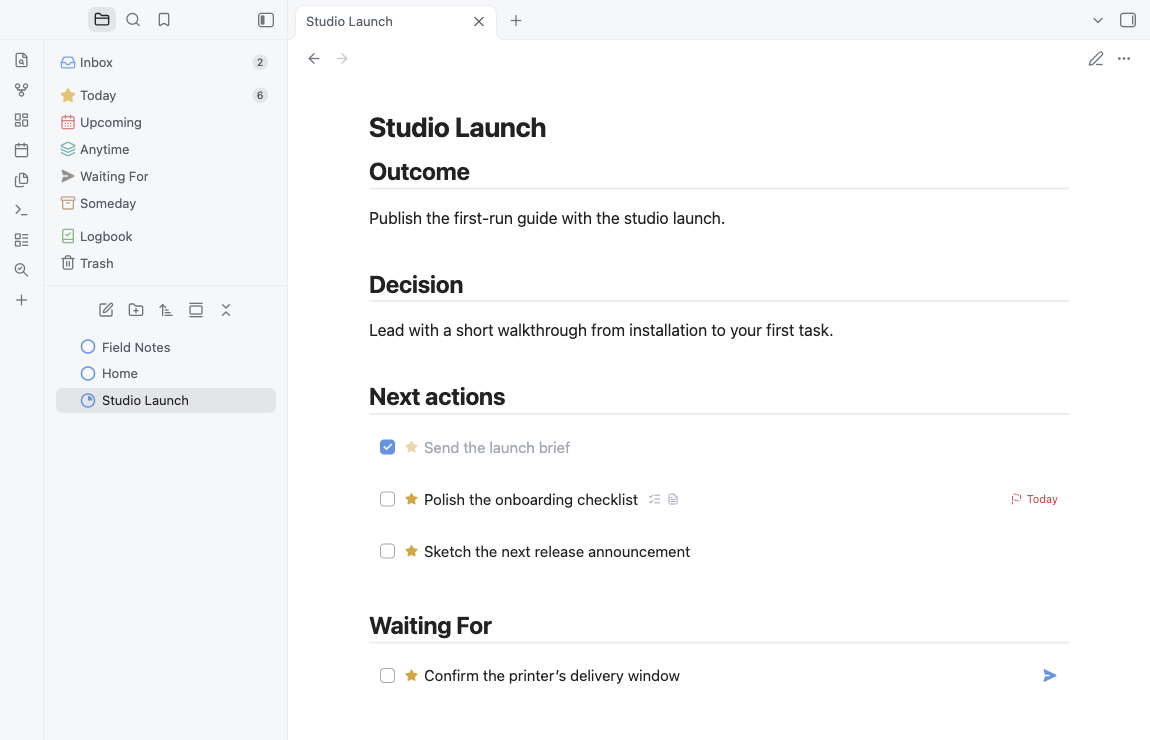 Studio Launch
Inbox 2
Today 6
Upcoming
Anytime
Waiting For
Someday
Logbook
Trash
Field Notes
Home
Studio Launch
Studio Launch
Outcome
Publish the first-run guide with the studio launch.
Decision
Lead with a short walkthrough from installation to your first task.
Next actions
Send the launch brief
Polish the onboarding checklist Today
Sketch the next release announcement
Waiting For
Confirm the printer’s delivery window